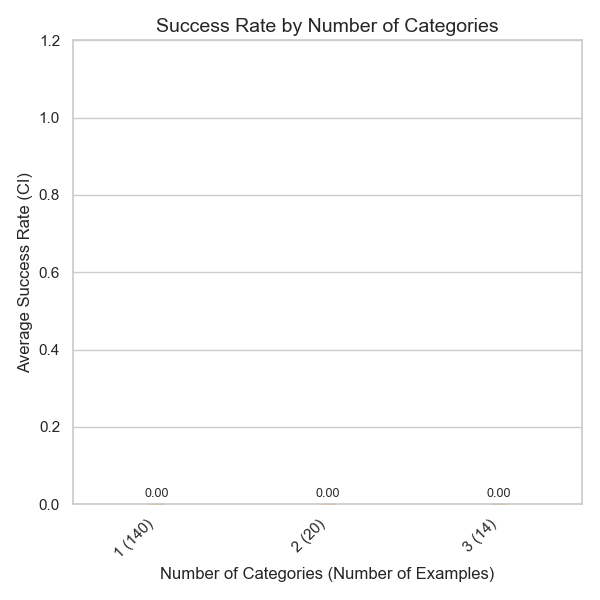 Success Rate by Number of Categories
1.2
1.0
0.8
0.6
0.4
0.2
0.0
Average Success Rate (CI)
0.00 0.00 0.00
1 (140) 2 (20) 3 (14)
Number of Categories (Number of Examples)